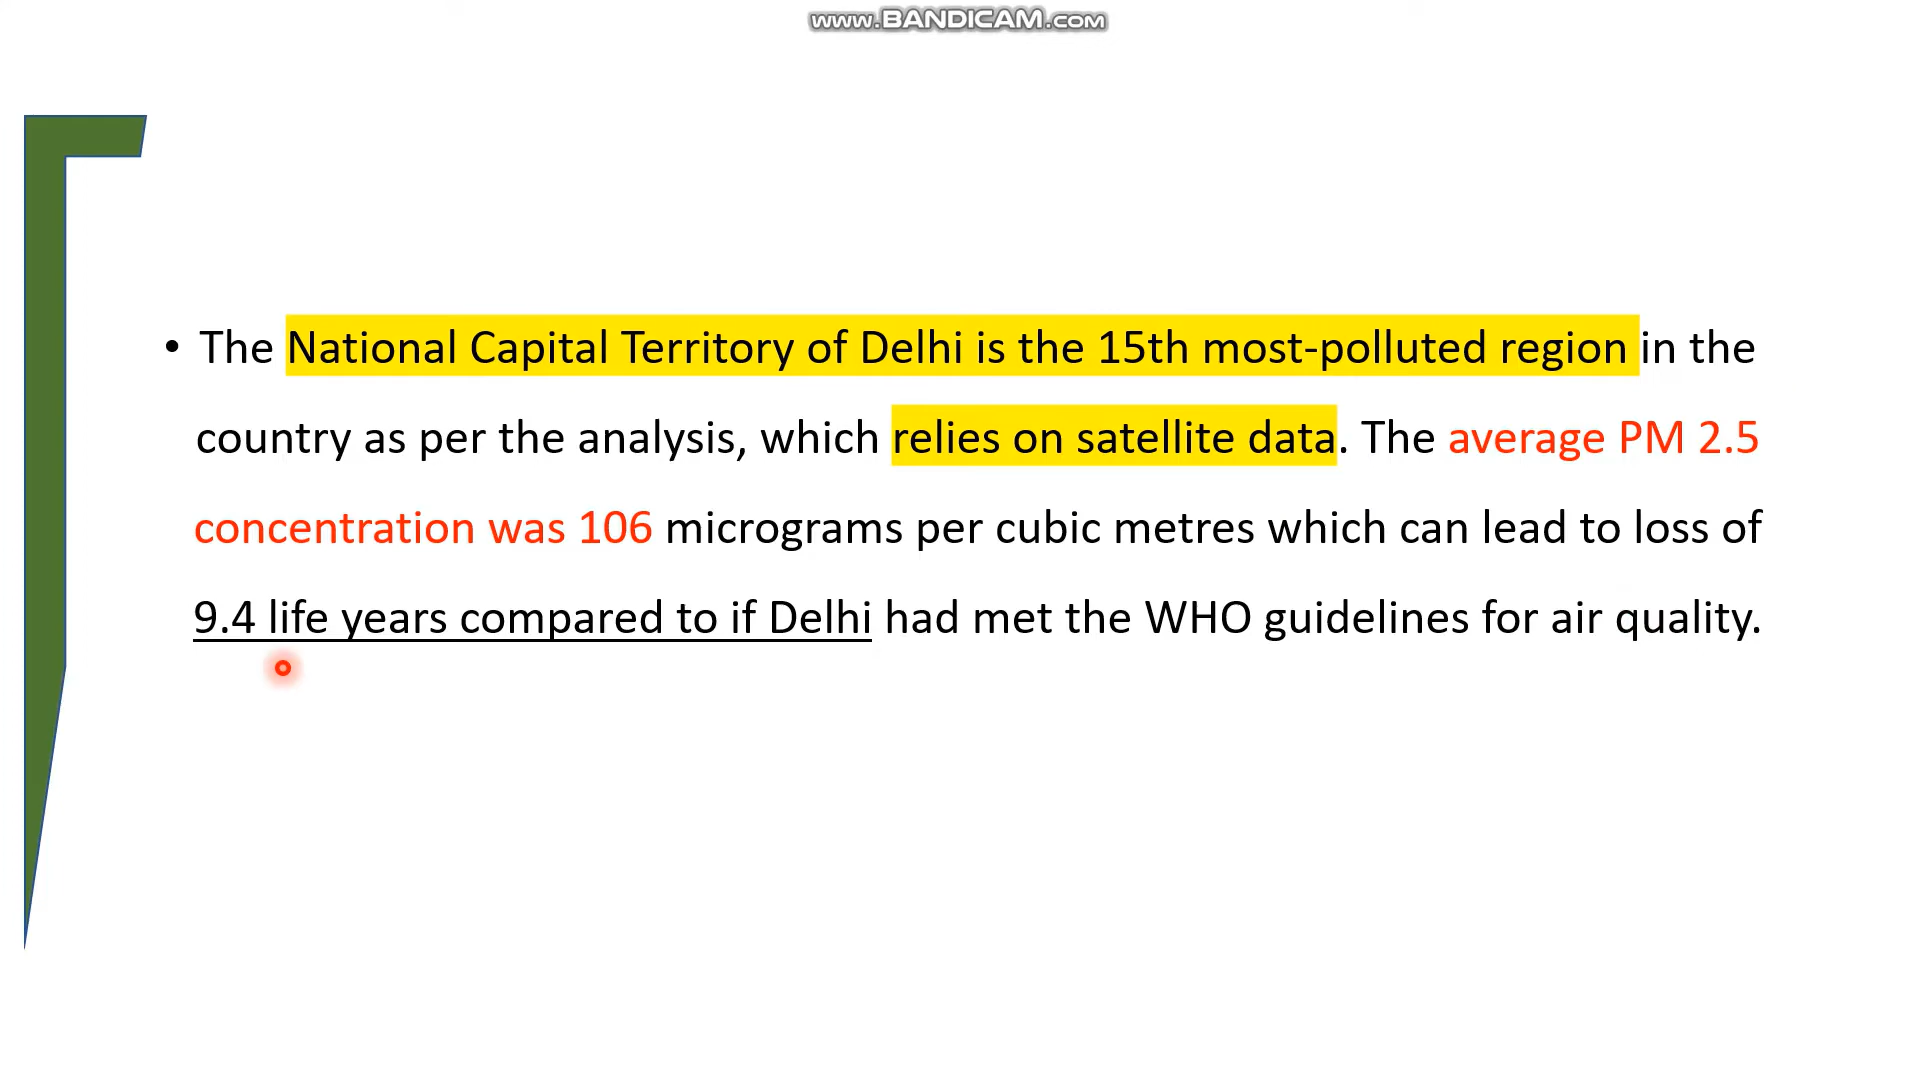 www.BANDICAM.com
• The National Capital Territory of Delhi is the 15th most-polluted region in the
country as per the analysis, which relies on satellite data. The average PM 2.5
concentration was 106 micrograms per cubic metres which can lead to loss of
9.4 life years compared to if Delhi had met the WHO guidelines for air quality.